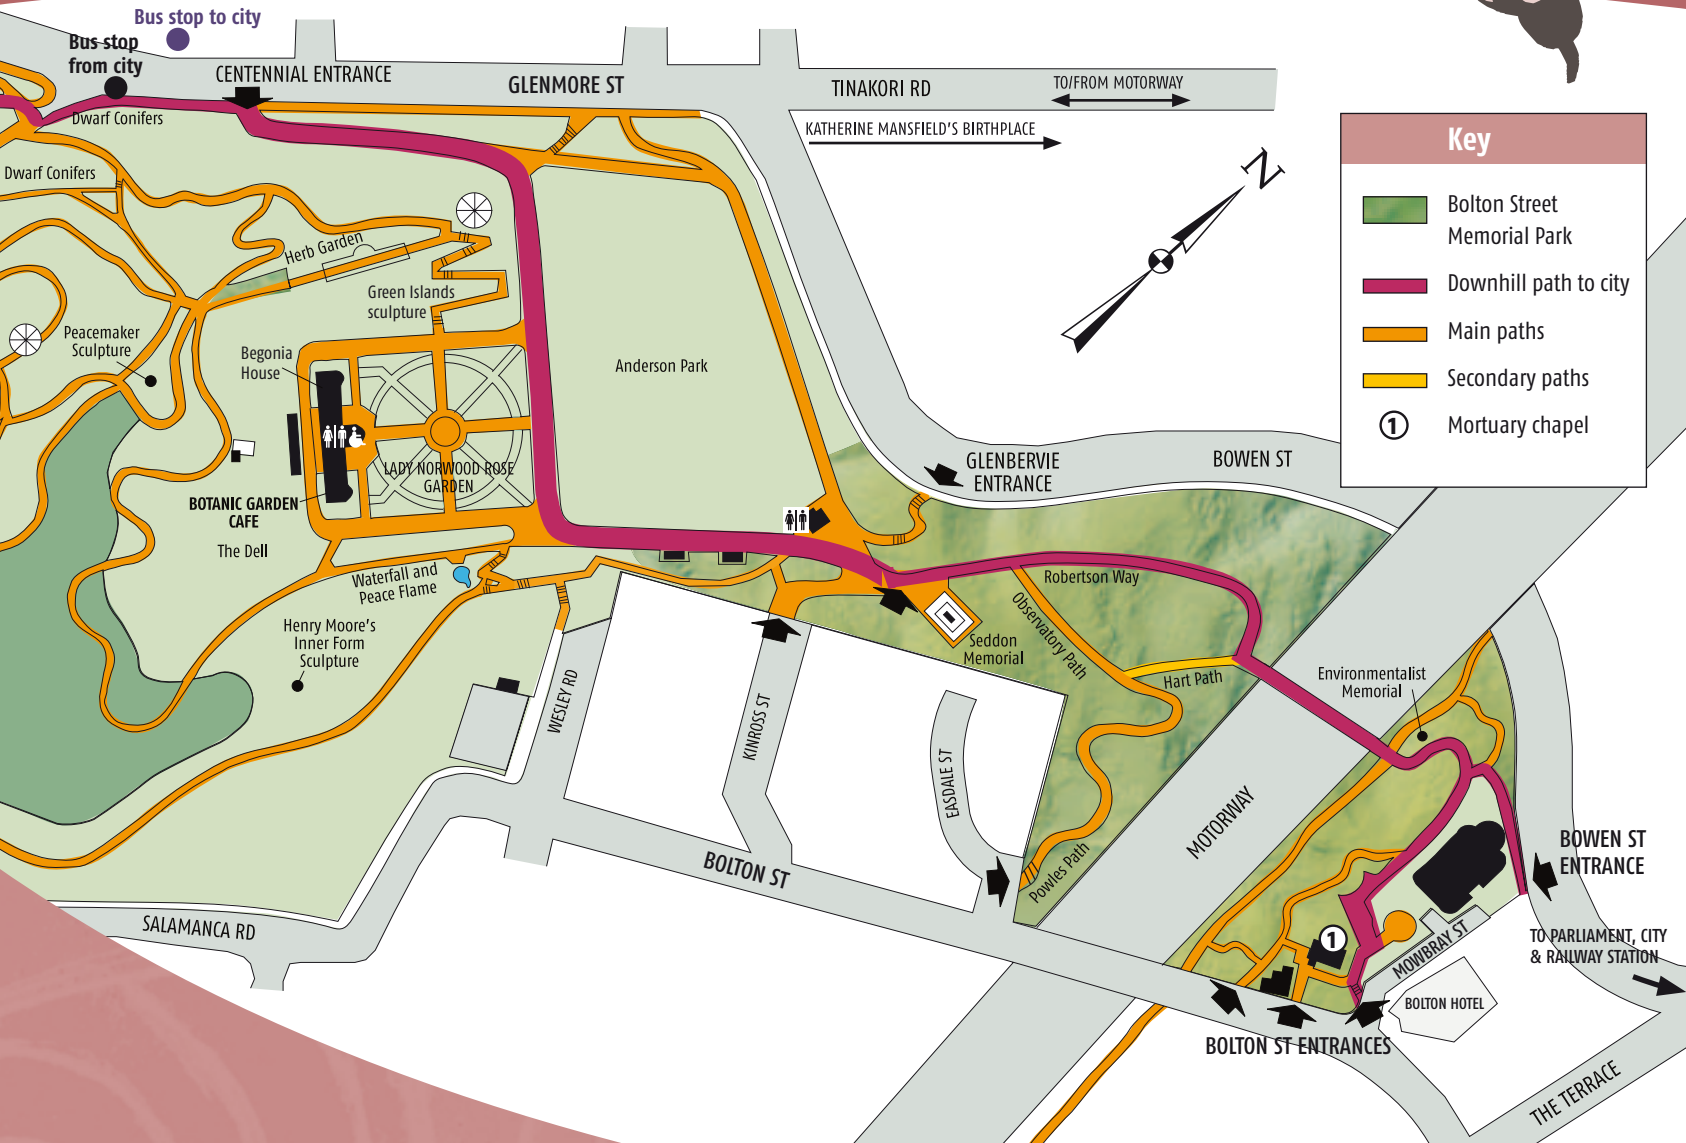 Bus stop to city
Bus stop
from city
CENTENNIAL ENTRANCE
GLENMORE ST
TINAKORI RD
TO/FROM MOTORWAY
KATHERINE MANSFIELD'S BIRTHPLACE
N
Key
Bolton Street
Memorial Park
Downhill path to city
Main paths
Secondary paths
1
Mortuary chapel
Dwarf Conifers
Dwarf Conifers
Herb Garden
Green Islands
sculpture
Peacemaker
Sculpture
Begonia
House
Anderson Park
LADY NORWOOD ROSE
GARDEN
BOTANIC GARDEN
CAFE
The Dell
Waterfall and
Peace Flame
Henry Moore's
Inner Form
Sculpture
GLENBERVIE
ENTRANCE
BOWEN ST
Robertson Way
Observatory Path
Seddon
Memorial
Hart Path
Environmentalist
Memorial
WESLEY RD
KINROSS ST
EASDALE ST
MOTORWAY
Powles Path
BOLTON ST
SALAMANCA RD
BOWEN ST
ENTRANCE
1
MOWBRAY ST
TO PARLIAMENT, CITY
& RAILWAY STATION
BOLTON HOTEL
BOLTON ST ENTRANCES
THE TERRACE